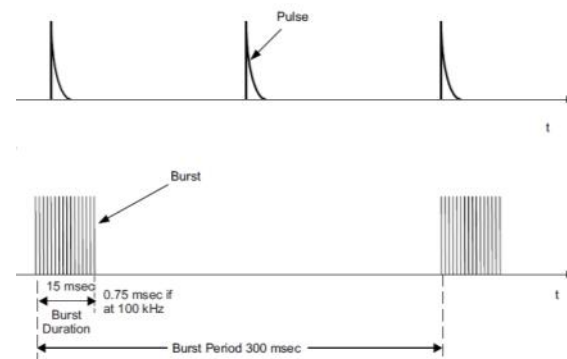 Pulse
t
Burst
15 msec
0.75 msec if
at 100 kHz
t
Burst
Duration
Burst Period 300 msec